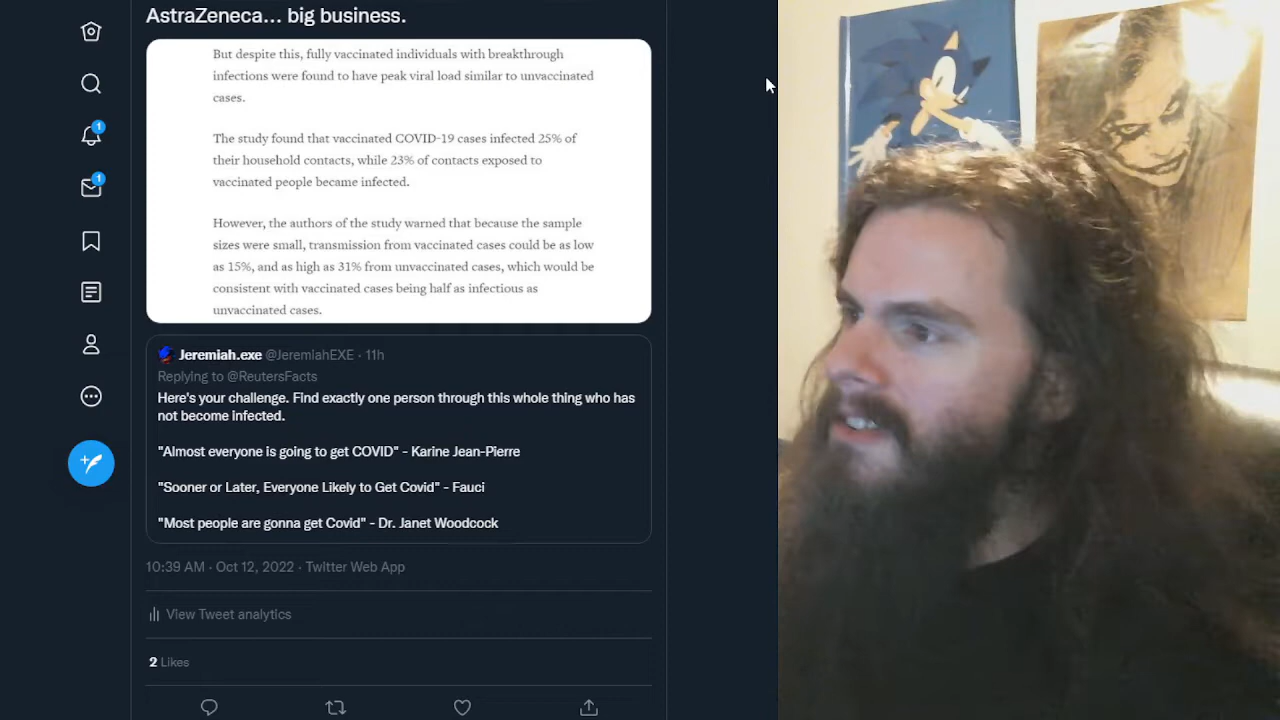 AstraZeneca... big business.
But despite this, fully vaccinated individuals with breakthrough
infections were found to have peak viral load similar to unvaccinated
cases.
The study found that vaccinated COVID-19 cases infected 25% of
their household contacts, while 23% of contacts exposed to
vaccinated people became infected.
However, the authors of the study warned that because the sample
sizes were small, transmission from vaccinated cases could be as low
as 15%, and as high as 31% from unvaccinated cases, which would be
consistent with vaccinated cases being half as infectious as
unvaccinated cases.
Jeremiah.exe @JeremiahEXE · 11h
Replying to @ReutersFacts
Here's your challenge. Find exactly one person through this whole thing who has
not become infected.
"Almost everyone is going to get COVID" - Karine Jean-Pierre
"Sooner or Later, Everyone Likely to Get Covid" - Fauci
"Most people are gonna get Covid" - Dr. Janet Woodcock
10:39 AM · Oct 12, 2022 · Twitter Web App
View Tweet analytics
2 Likes
1
1